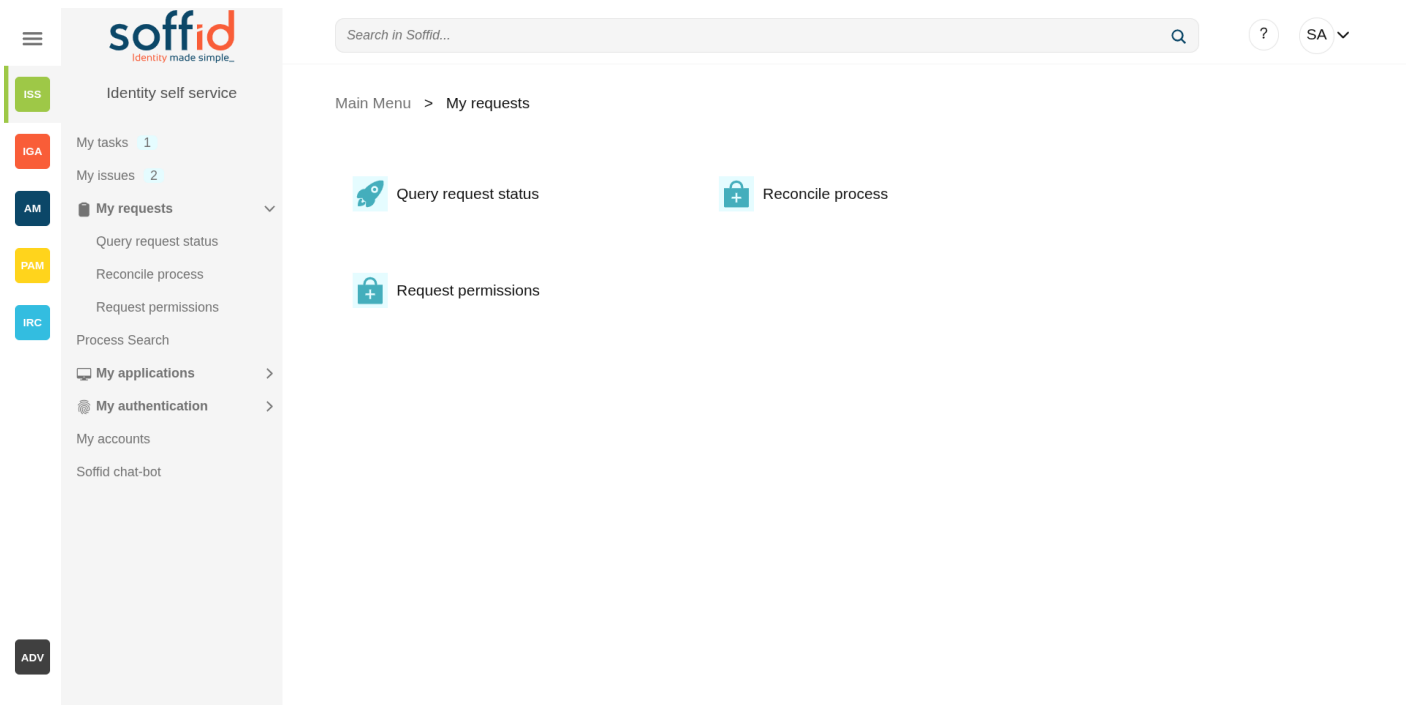 soffid
Identity made simple_
Search in Soffid...
?
SA
ISS
IGA
AM
PAM
IRC
ADV
Identity self service
My tasks 1
My issues 2
My requests
Query request status
Reconcile process
Request permissions
Process Search
My applications
My authentication
My accounts
Soffid chat-bot
Main Menu > My requests
Query request status
Reconcile process
Request permissions